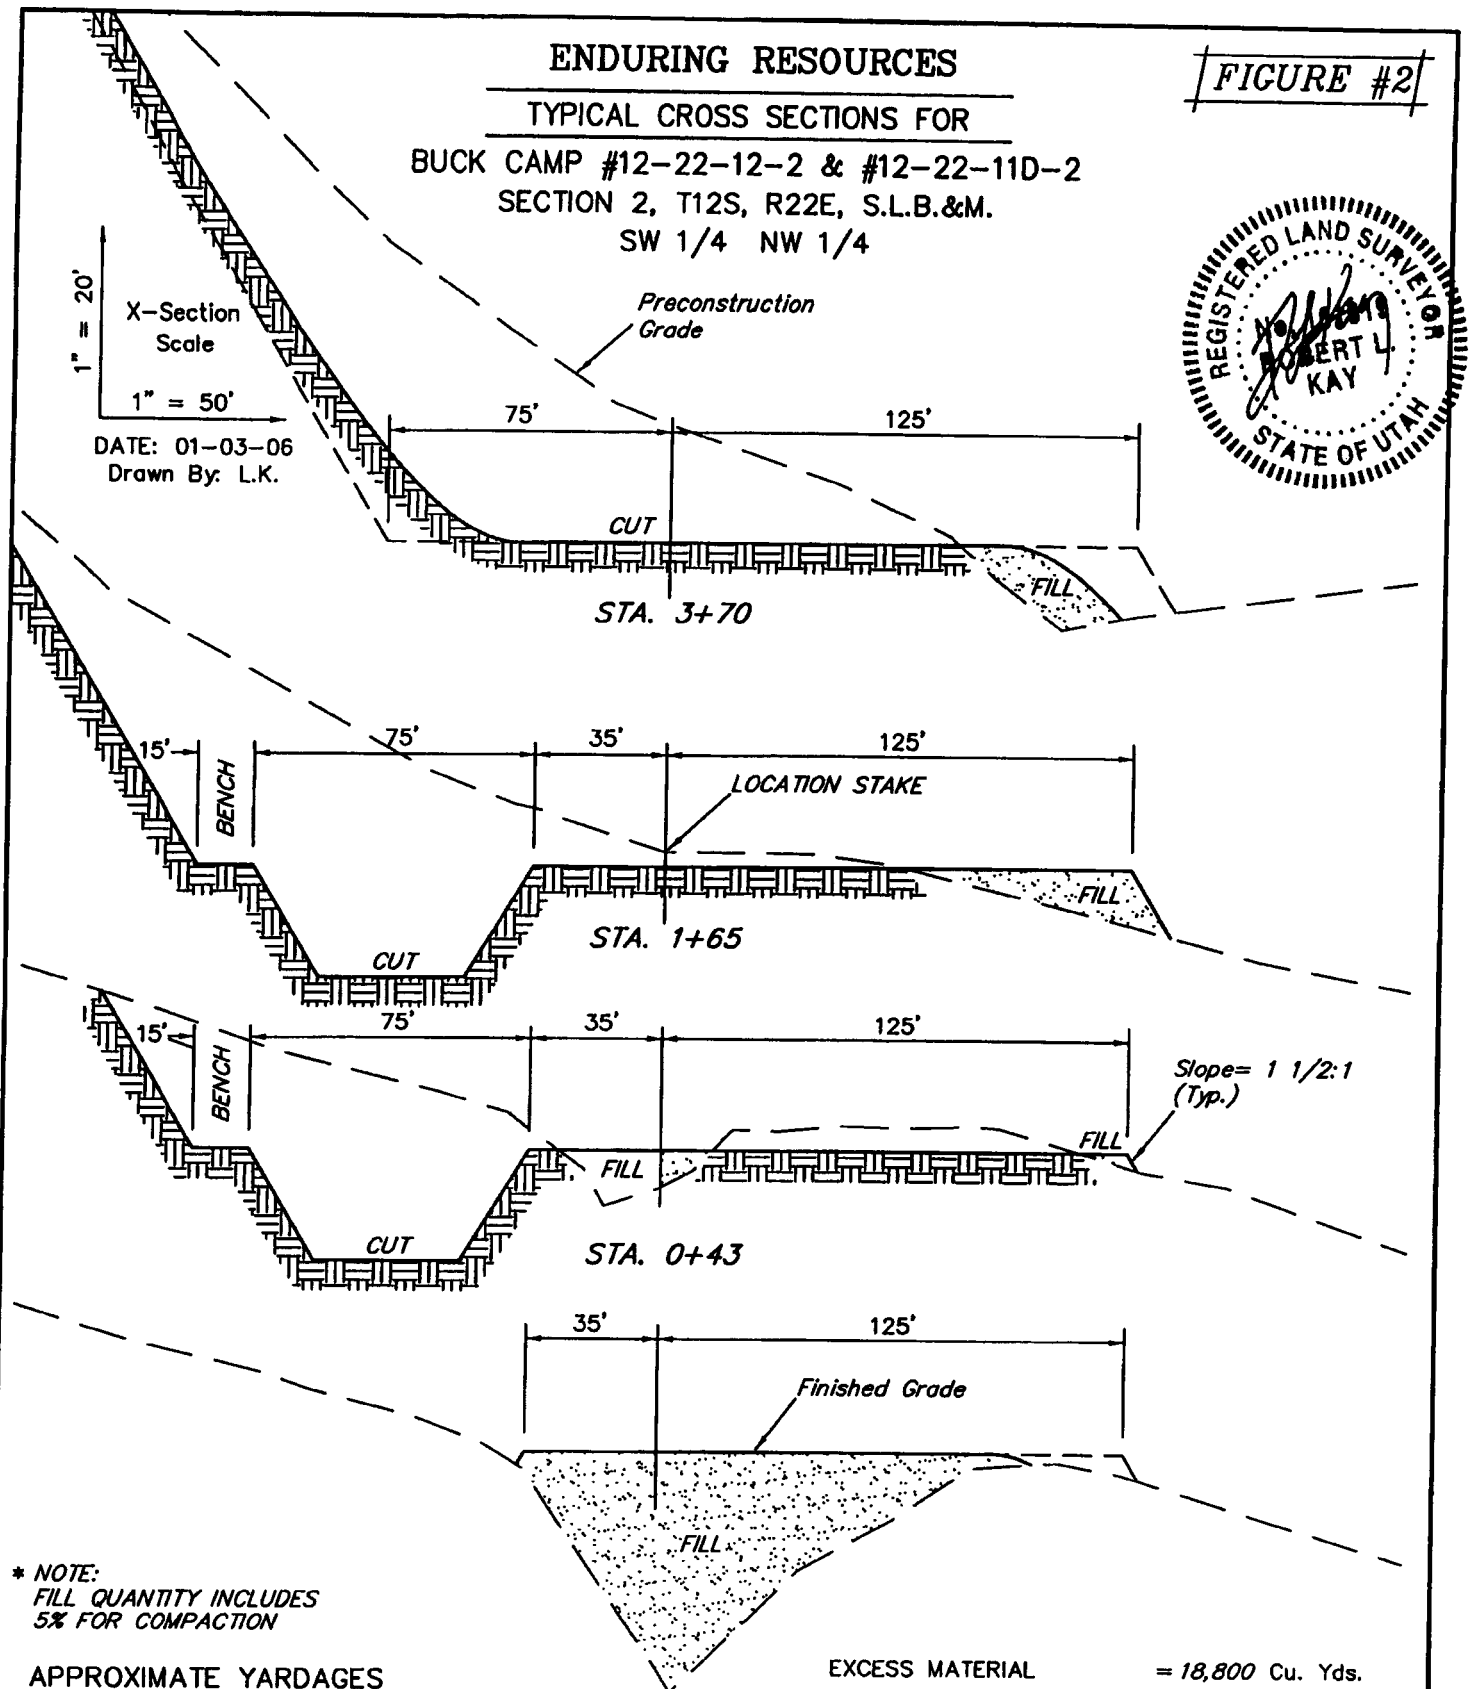 ENDURING RESOURCES
FIGURE #2
TYPICAL CROSS SECTIONS FOR
BUCK CAMP #12-22-12-2 & #12-22-11D-2
SECTION 2, T12S, R22E, S.L.B.&M.
SW 1/4 NW 1/4
REGISTERED LAND SURVEYOR
ROBERT L.
KAY
STATE OF UTAH
1" = 20'
X-Section
Scale
1" = 50'
DATE: 01-03-06
Drawn By: L.K.
Preconstruction
Grade
75'
125'
CUT
FILL
STA. 3+70
15'
75'
35'
125'
BENCH
LOCATION STAKE
FILL
STA. 1+65
CUT
15'
75'
35'
125'
BENCH
Slope= 1 1/2:1
(Typ.)
FILL
FILL
CUT
STA. 0+43
35'
125'
Finished Grade
FILL
* NOTE:
FILL QUANTITY INCLUDES
5% FOR COMPACTION
APPROXIMATE YARDAGES
EXCESS MATERIAL = 18,800 Cu. Yds.